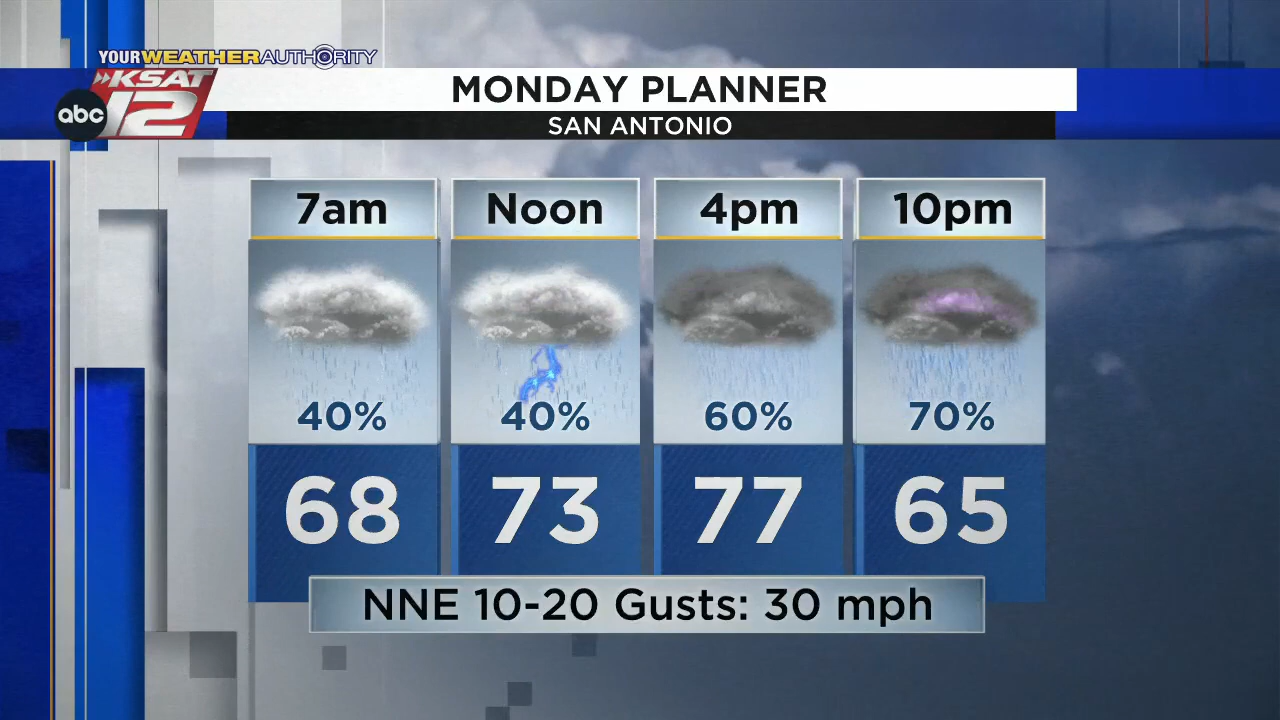 YOURWEATHERAUTHORITY
KSAT
abc 12
MONDAY PLANNER
SAN ANTONIO
7am Noon 4pm 10pm
40% 40% 60% 70%
68 73 77 65
NNE 10-20 Gusts: 30 mph